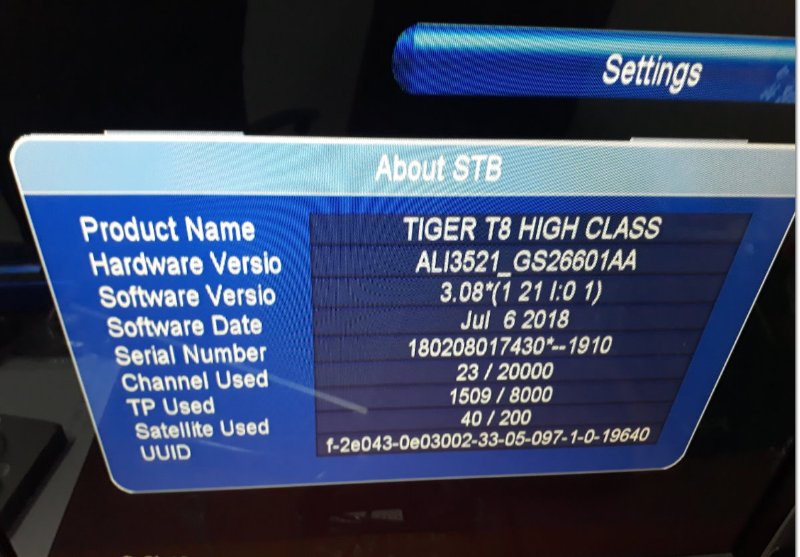 Settings
About STB
Product Name TIGER T8 HIGH CLASS
Hardware Versio ALI3521_GS26601AA
Software Versio 3.08*(1 21 I:0 1)
Software Date Jul 6 2018
Serial Number 180208017430*--1910
Channel Used 23 / 20000
TP Used 1509 / 8000
Satellite Used 40 / 200
UUID f-2e043-0e03002-33-05-097-1-0-19640